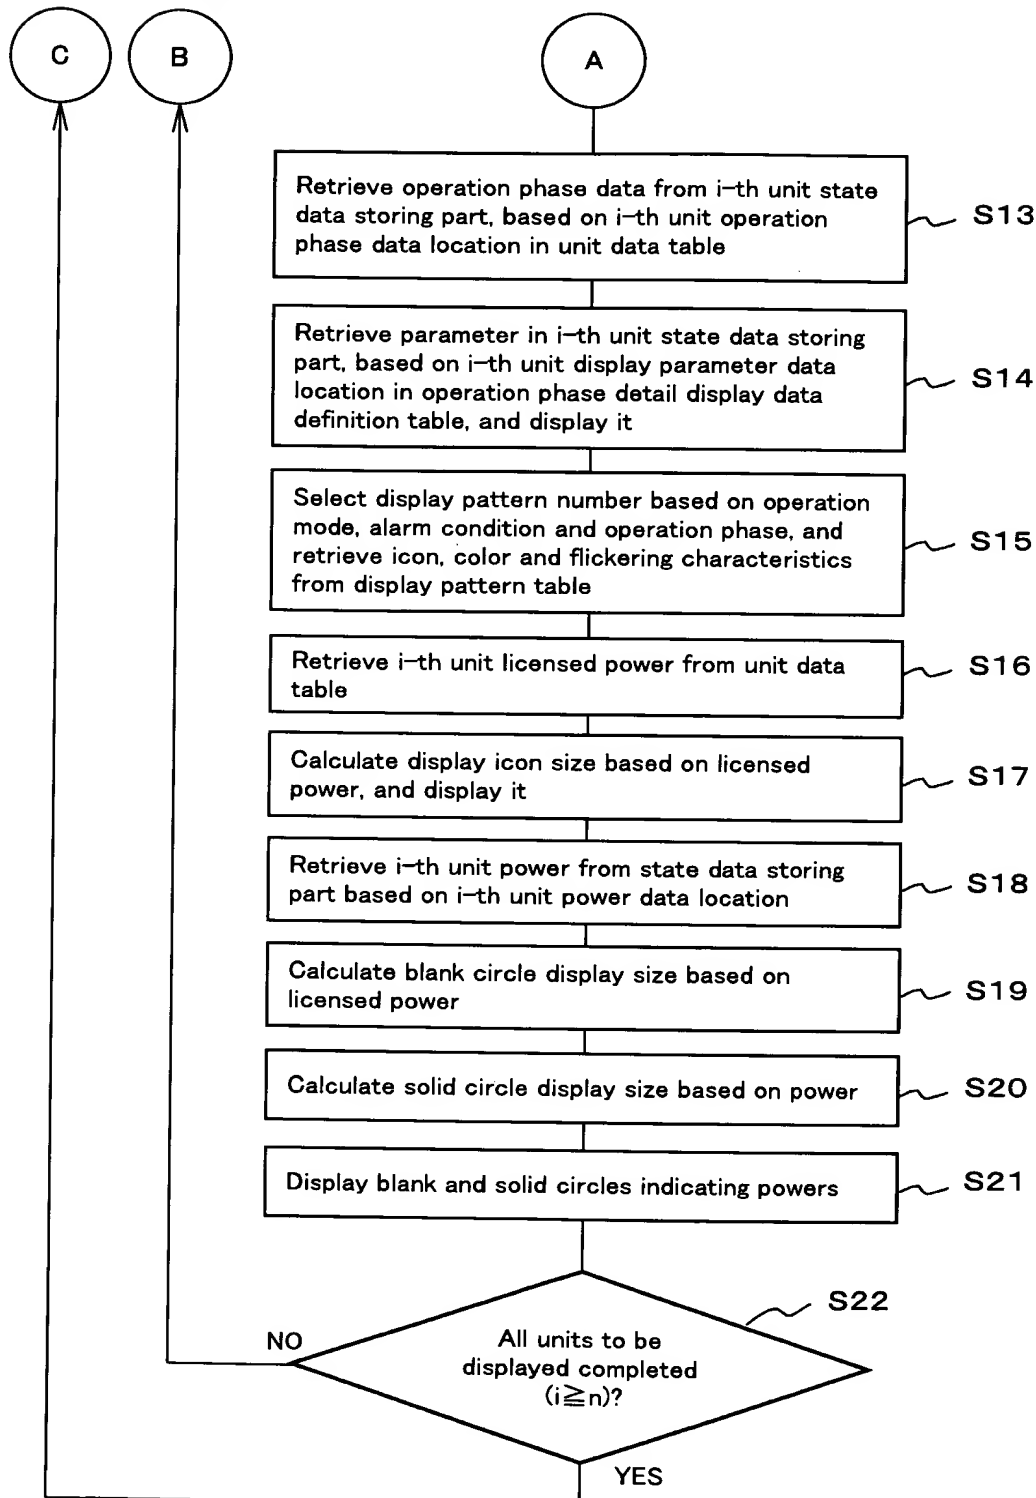 C
B
A
Retrieve operation phase data from i-th unit state
data storing part, based on i-th unit operation
phase data location in unit data table
S13
Retrieve parameter in i-th unit state data storing
part, based on i-th unit display parameter data
location in operation phase detail display data
definition table, and display it
S14
Select display pattern number based on operation
mode, alarm condition and operation phase, and
retrieve icon, color and flickering characteristics
from display pattern table
S15
Retrieve i-th unit licensed power from unit data
table
S16
Calculate display icon size based on licensed
power, and display it
S17
Retrieve i-th unit power from state data storing
part based on i-th unit power data location
S18
Calculate blank circle display size based on
licensed power
S19
Calculate solid circle display size based on power
S20
Display blank and solid circles indicating powers
S21
S22
NO
All units to be
displayed completed
(i≧n)?
YES